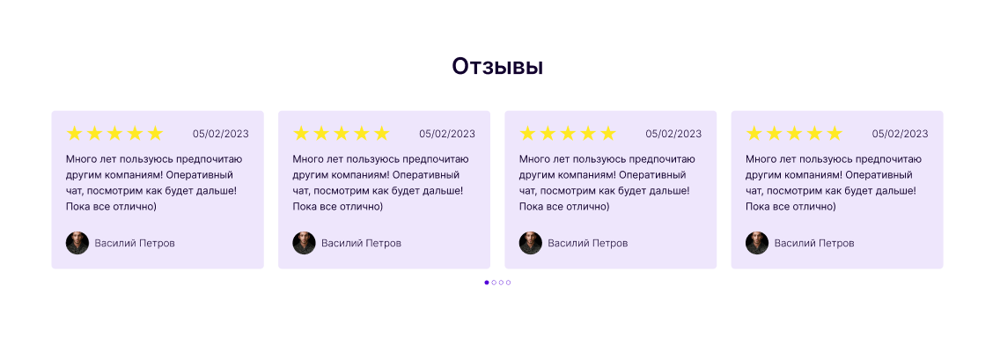 Отзывы
05/02/2023
Много лет пользуюсь предпочитаю
другим компаниям! Оперативный
чат, посмотрим как будет дальше!
Пока все отлично)
Василий Петров
05/02/2023
Много лет пользуюсь предпочитаю
другим компаниям! Оперативный
чат, посмотрим как будет дальше!
Пока все отлично)
Василий Петров
05/02/2023
Много лет пользуюсь предпочитаю
другим компаниям! Оперативный
чат, посмотрим как будет дальше!
Пока все отлично)
Василий Петров
05/02/2023
Много лет пользуюсь предпочитаю
другим компаниям! Оперативный
чат, посмотрим как будет дальше!
Пока все отлично)
Василий Петров